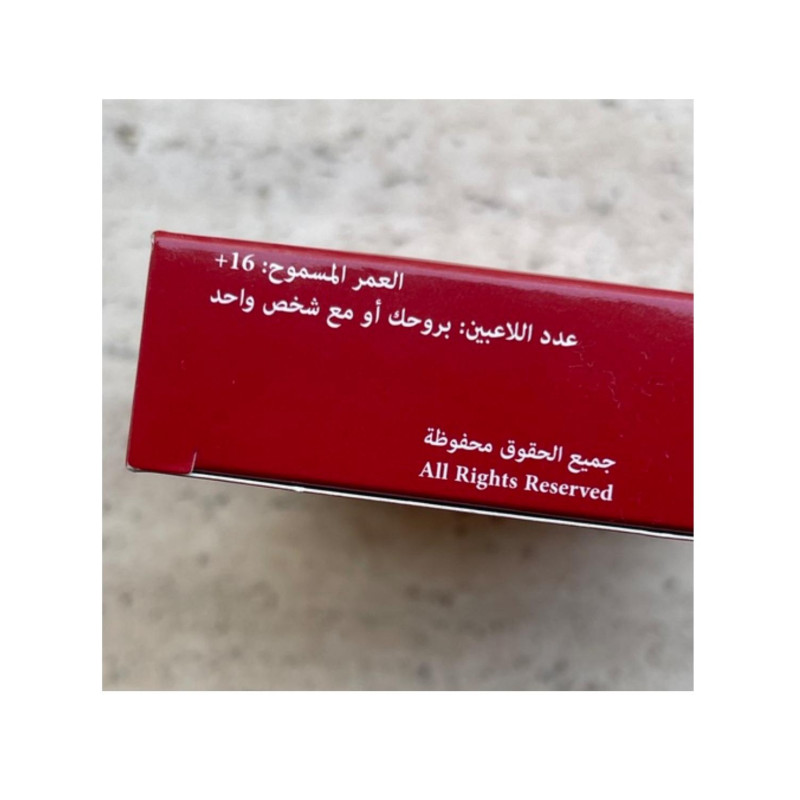 العمر المسموح: 16+
عدد اللاعبين: بروحك أو مع شخص واحد
جميع الحقوق محفوظة
All Rights Reserved